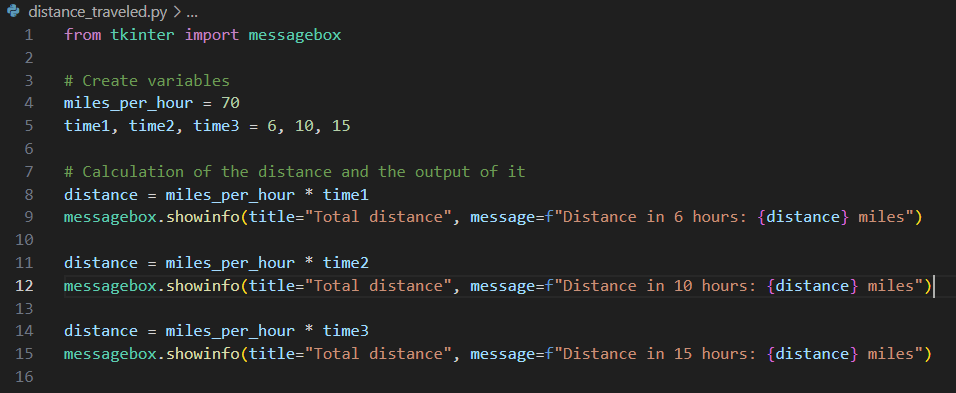 distance_traveled.py > ...
1 from tkinter import messagebox
2
3 # Create variables
4 miles_per_hour = 70
5 time1, time2, time3 = 6, 10, 15
6
7 # Calculation of the distance and the output of it
8 distance = miles_per_hour * time1
9 messagebox.showinfo(title="Total distance", message=f"Distance in 6 hours: {distance} miles")
10
11 distance = miles_per_hour * time2
12 messagebox.showinfo(title="Total distance", message=f"Distance in 10 hours: {distance} miles")
13
14 distance = miles_per_hour * time3
15 messagebox.showinfo(title="Total distance", message=f"Distance in 15 hours: {distance} miles")
16